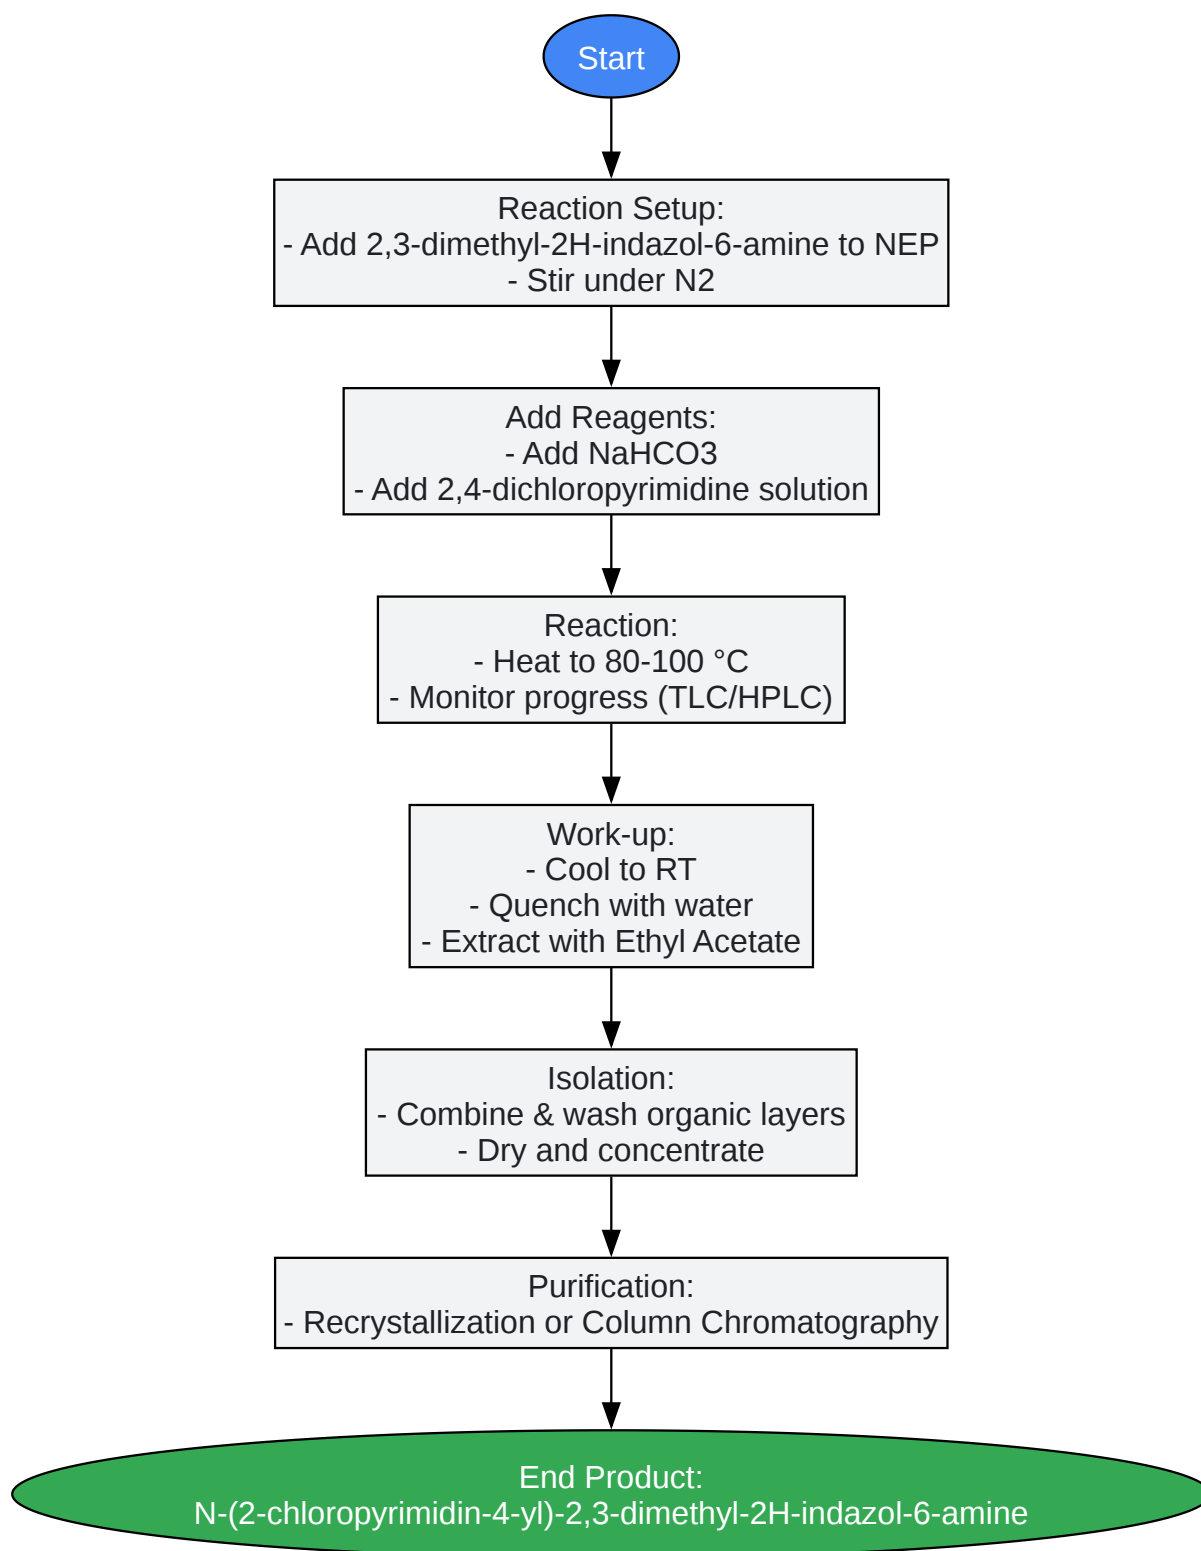 Start
Reaction Setup:
- Add 2,3-dimethyl-2H-indazol-6-amine to NEP
- Stir under N2
Add Reagents:
- Add NaHCO3
- Add 2,4-dichloropyrimidine solution
Reaction:
- Heat to 80-100 °C
- Monitor progress (TLC/HPLC)
Work-up:
- Cool to RT
- Quench with water
- Extract with Ethyl Acetate
Isolation:
- Combine & wash organic layers
- Dry and concentrate
Purification:
- Recrystallization or Column Chromatography
End Product:
N-(2-chloropyrimidin-4-yl)-2,3-dimethyl-2H-indazol-6-amine